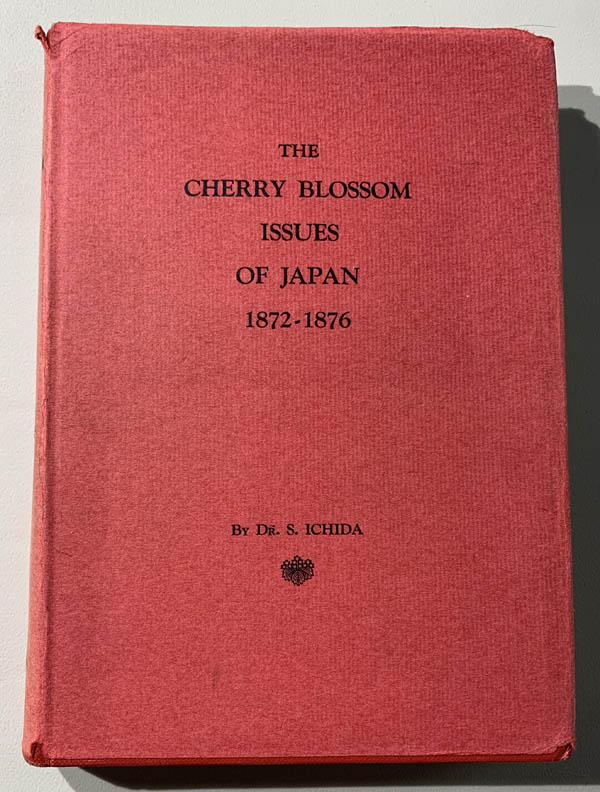 THE
CHERRY BLOSSOM
ISSUES
OF JAPAN
1872-1876
By Dr. S. ICHIDA